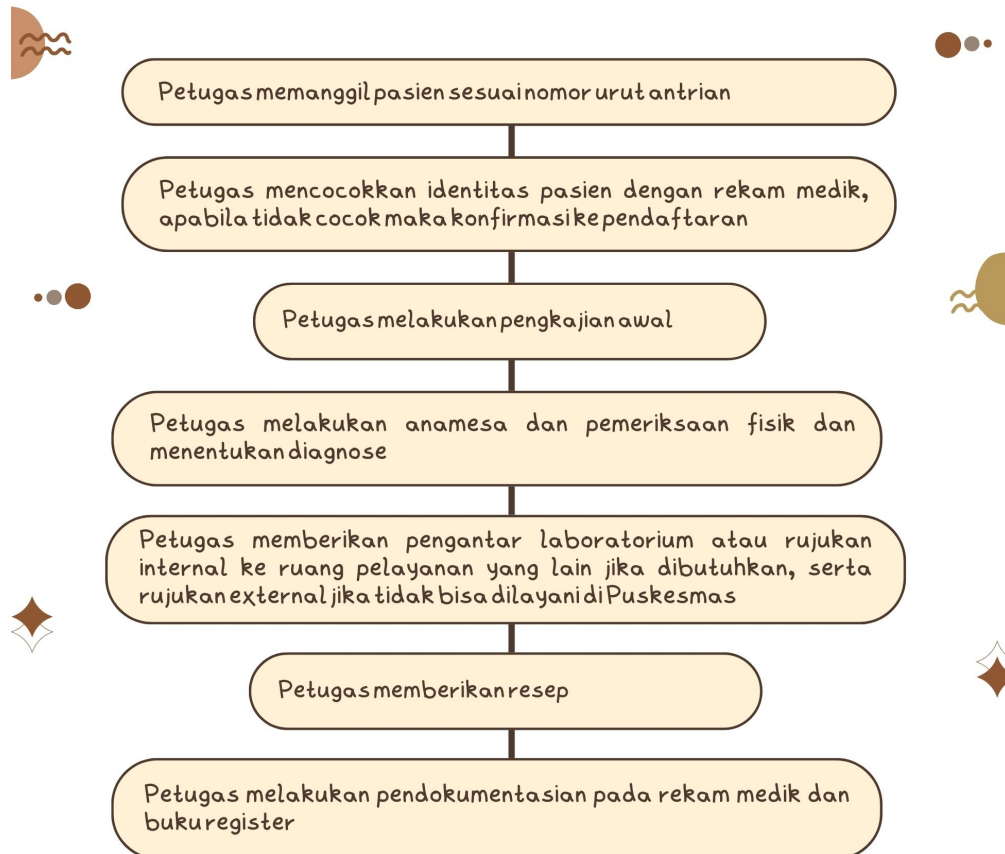 Petugas memanggil pasien sesuai nomor urut antrian
Petugas mencocokkan identitas pasien dengan rekam medik,
apabila tidak cocok maka konfirmasi ke pendaftaran
Petugas melakukan pengkajian awal
Petugas melakukan anamesa dan pemeriksaan fisik dan
menentukan diagnose
Petugas memberikan pengantar laboratorium atau rujukan
internal ke ruang pelayanan yang lain jika dibutuhkan, serta
rujukan external jika tidak bisa dilayani di Puskesmas
Petugas memberikan resep
Petugas melakukan pendokumentasian pada rekam medik dan
buku register